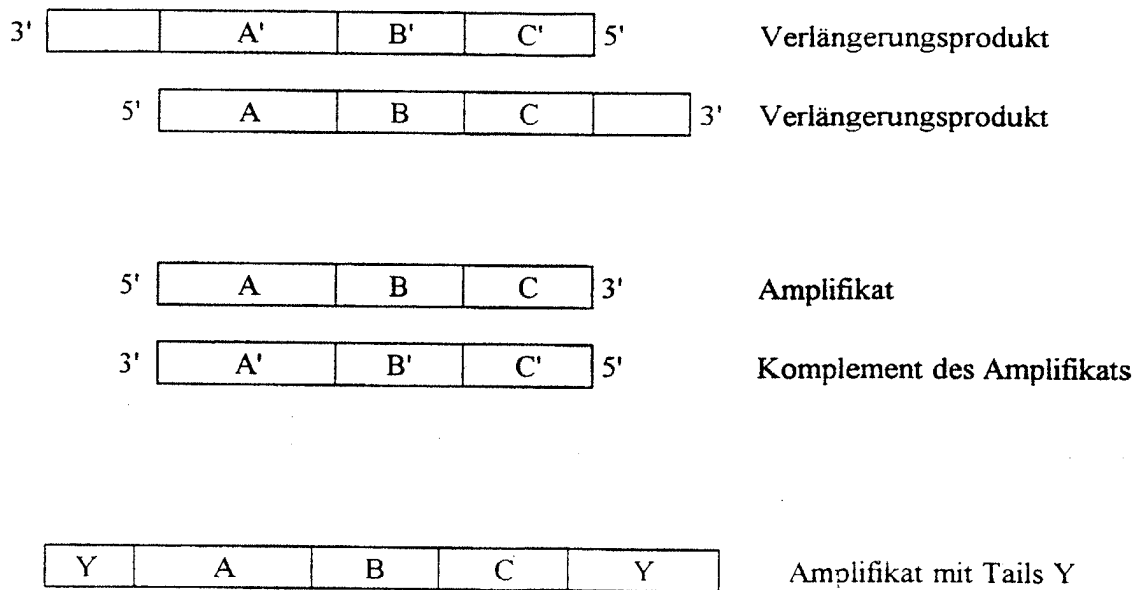 3' A' B' C' 5' Verlängerungsprodukt
5' A B C 3' Verlängerungsprodukt
5' A B C 3' Amplifikat
3' A' B' C' 5' Komplement des Amplifikats
Y A B C Y Amplifikat mit Tails Y